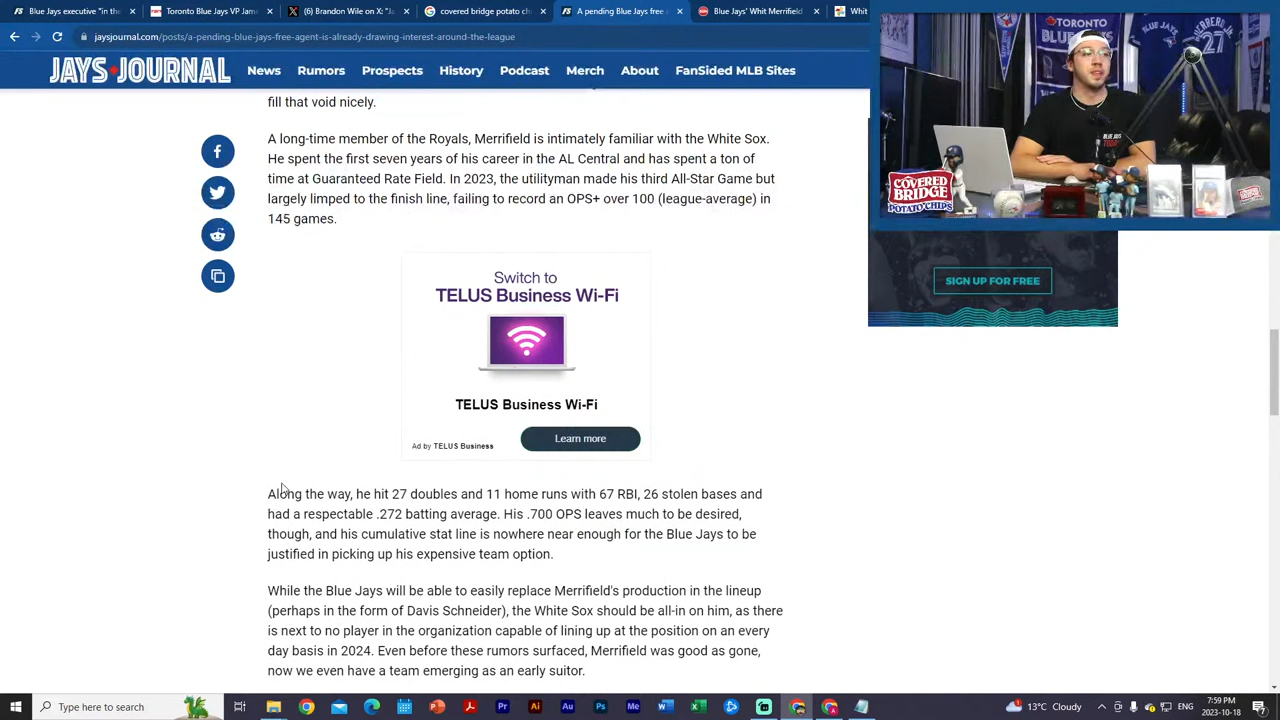 Blue Jays executive "in the
Toronto Blue Jays VP Jame
(6) Brandon Wile on X: "J
covered bridge potato ch
A pending Blue Jays free
Blue Jays' Whit Merrifield
Whit
jaysjournal.com/posts/a-pending-blue-jays-free-agent-is-already-drawing-interest-around-the-league
JAYS JOURNAL
News Rumors Prospects History Podcast Merch About FanSided MLB Sites
fill that void nicely.
A long-time member of the Royals, Merrifield is intimately familiar with the White Sox.
He spent the first seven years of his career in the AL Central and has spent a ton of
time at Guaranteed Rate Field. In 2023, the utilityman made his third All-Star Game but
largely limped to the finish line, failing to record an OPS+ over 100 (league-average) in
145 games.
Switch to
TELUS Business Wi-Fi
TELUS Business Wi-Fi
Ad by TELUS Business
Learn more
Along the way, he hit 27 doubles and 11 home runs with 67 RBI, 26 stolen bases and
had a respectable .272 batting average. His .700 OPS leaves much to be desired,
though, and his cumulative stat line is nowhere near enough for the Blue Jays to be
justified in picking up his expensive team option.
While the Blue Jays will be able to easily replace Merrifield's production in the lineup
(perhaps in the form of Davis Schneider), the White Sox should be all-in on him, as there
is next to no player in the organization capable of lining up at the position on an every
day basis in 2024. Even before these rumors surfaced, Merrifield was good as gone,
now we even have a team emerging as an early suitor.
TORONTO
BLUE JAYS
GUERRERO JR.
27
BLUE JAYS
COVERED
BRIDGE
POTATO CHIPS
SIGN UP FOR FREE
Type here to search
13°C Cloudy
7:59 PM
2023-10-18